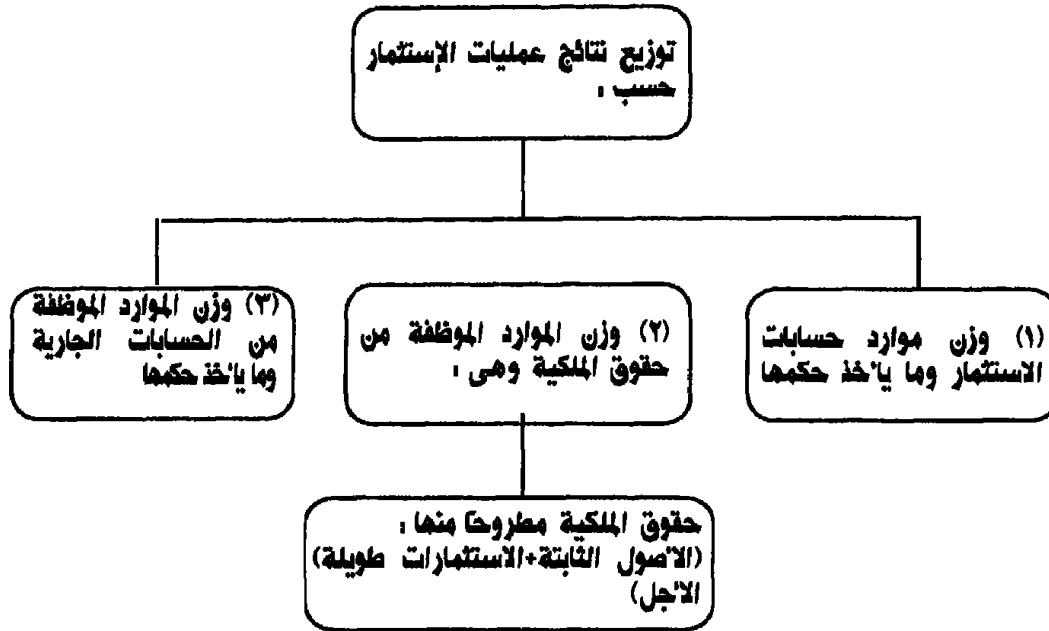 توزيع نتائج عمليات الإستثمار
حسب :
(١) وزن موارد حسابات
الاستثمار وما يأخذ حكمها
(٢) وزن الموارد الموظفة من
حقوق الملكية وهى :
(٣) وزن الموارد الموظفة
من الحسابات الجارية
وما يأخذ حكمها
حقوق الملكية مطروحاً منها :
(الأصول الثابتة+الاستثمارات طويلة)
الأجل)